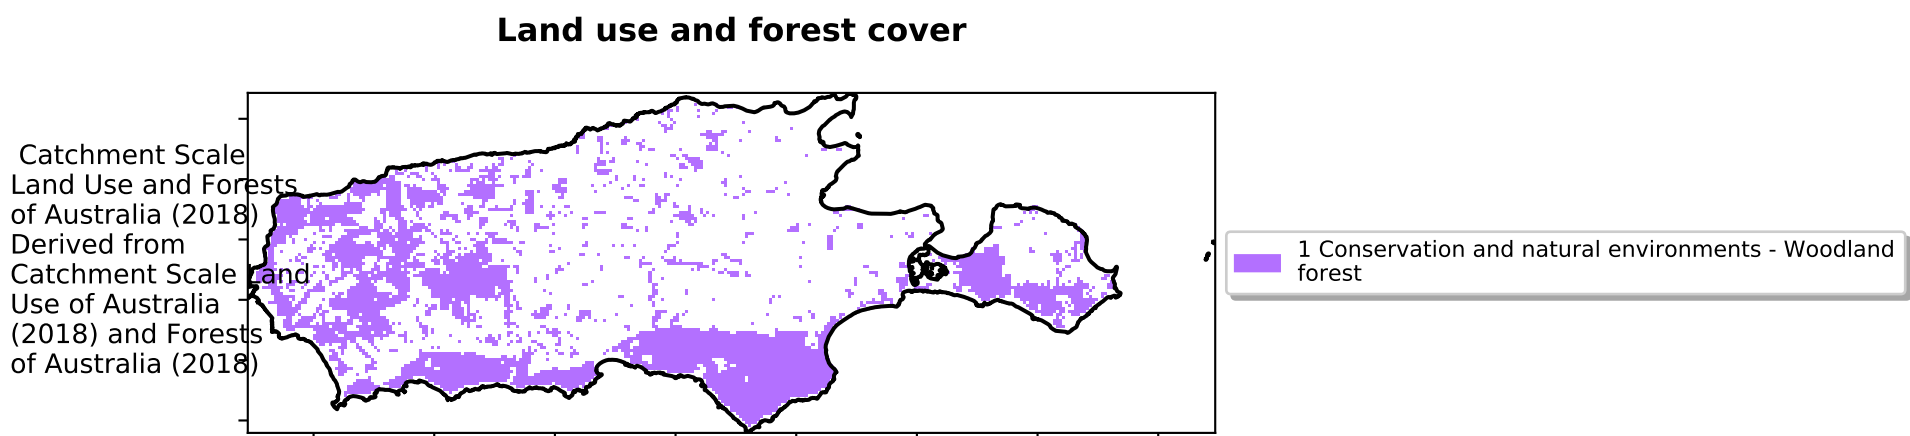 Land use and forest cover
Catchment Scale
Land Use and Forests
of Australia (2018)
Derived from
Catchment Scale Land
Use of Australia
(2018) and Forests
of Australia (2018)
1 Conservation and natural environments - Woodland
forest